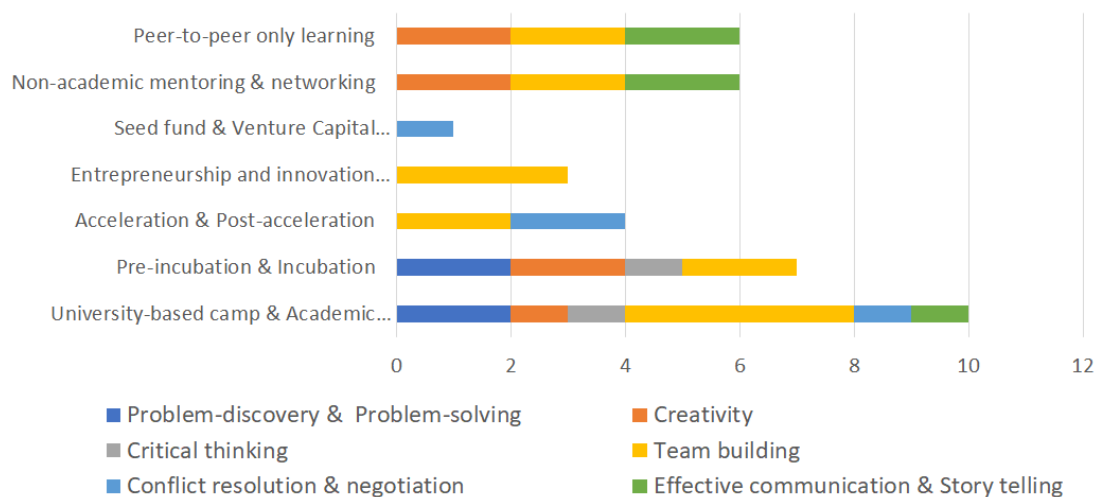 Peer-to-peer only learning
Non-academic mentoring & networking
Seed fund & Venture Capital...
Entrepreneurship and innovation...
Acceleration & Post-acceleration
Pre-incubation & Incubation
University-based camp & Academic...
0 2 4 6 8 10 12
Problem-discovery & Problem-solving Creativity
Critical thinking Team building
Conflict resolution & negotiation Effective communication & Story telling